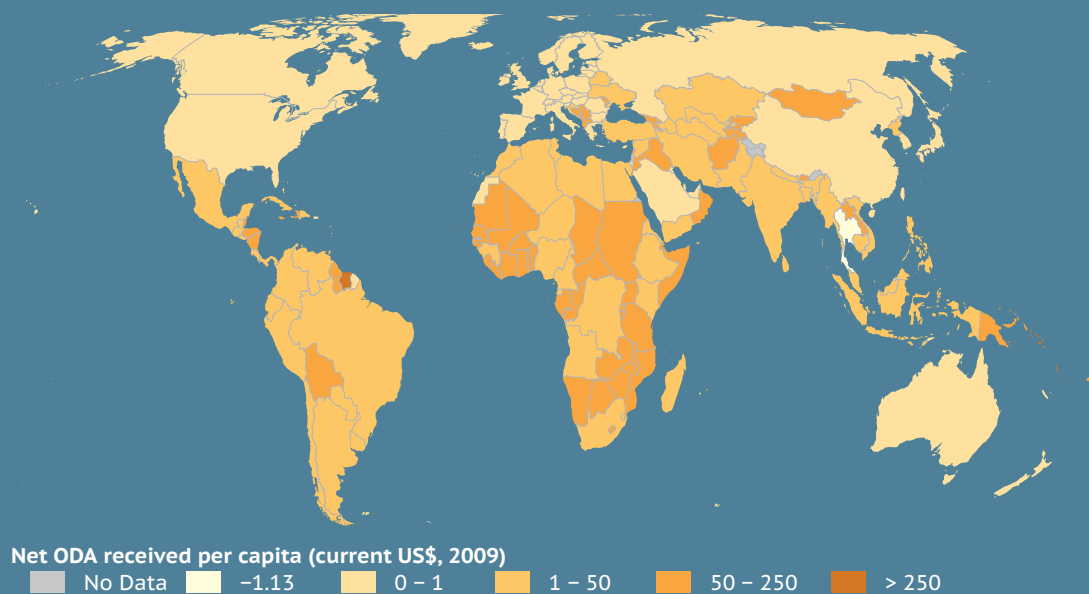 Net ODA received per capita (current US$, 2009)
No Data −1.13 0 – 1 1 – 50 50 – 250 > 250